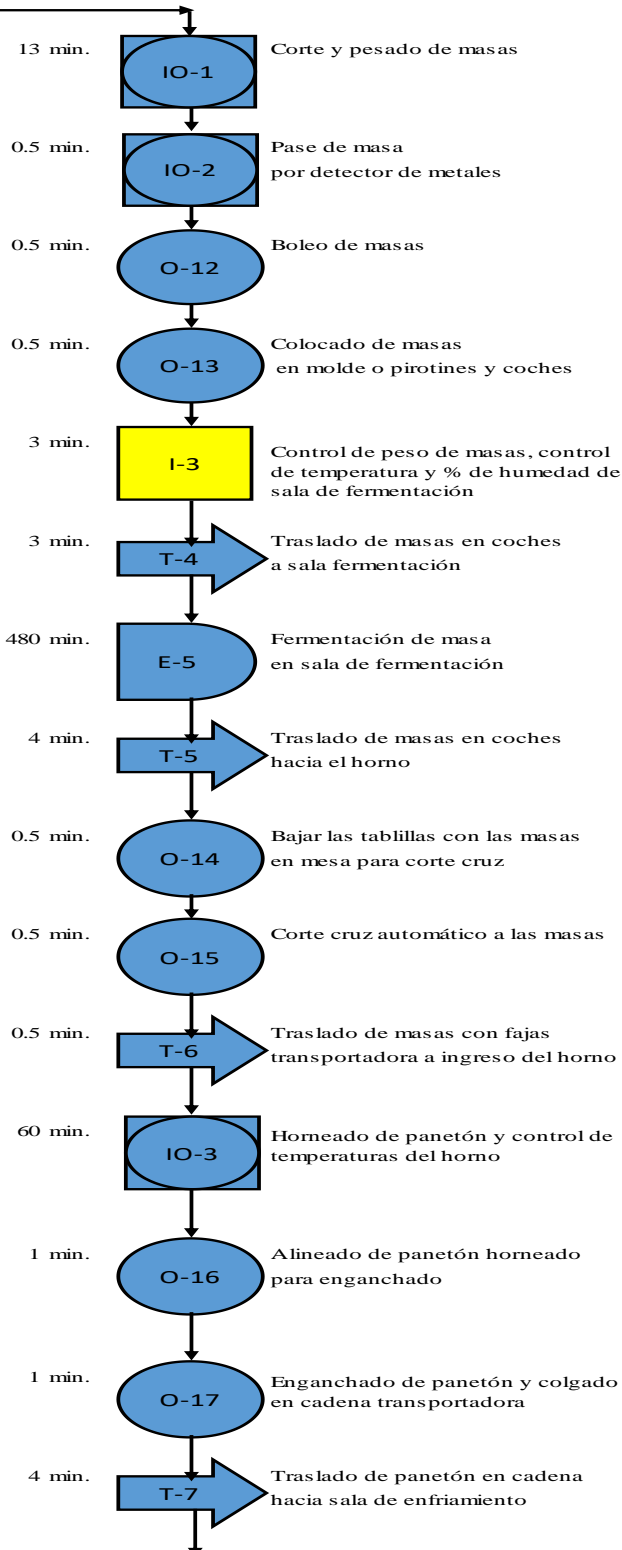 13 min.
IO-1
Corte y pesado de masas
0.5 min.
IO-2
Pase de masa
por detector de metales
0.5 min.
O-12
Boleo de masas
0.5 min.
O-13
Colocado de masas
en molde o pirotines y coches
3 min.
I-3
Control de peso de masas, control
de temperatura y % de humedad de
sala de fermentación
3 min.
T-4
Traslado de masas en coches
a sala fermentación
480 min.
E-5
Fermentación de masa
en sala de fermentación
4 min.
T-5
Traslado de masas en coches
hacia el horno
0.5 min.
O-14
Bajar las tablillas con las masas
en mesa para corte cruz
0.5 min.
O-15
Corte cruz automático a las masas
0.5 min.
T-6
Traslado de masas con fajas
transportadora a ingreso del horno
60 min.
IO-3
Horneado de panetón y control de
temperaturas del horno
1 min.
O-16
Alineado de panetón horneado
para enganchado
1 min.
O-17
Enganchado de panetón y colgado
en cadena transportadora
4 min.
T-7
Traslado de panetón en cadena
hacia sala de enfriamiento